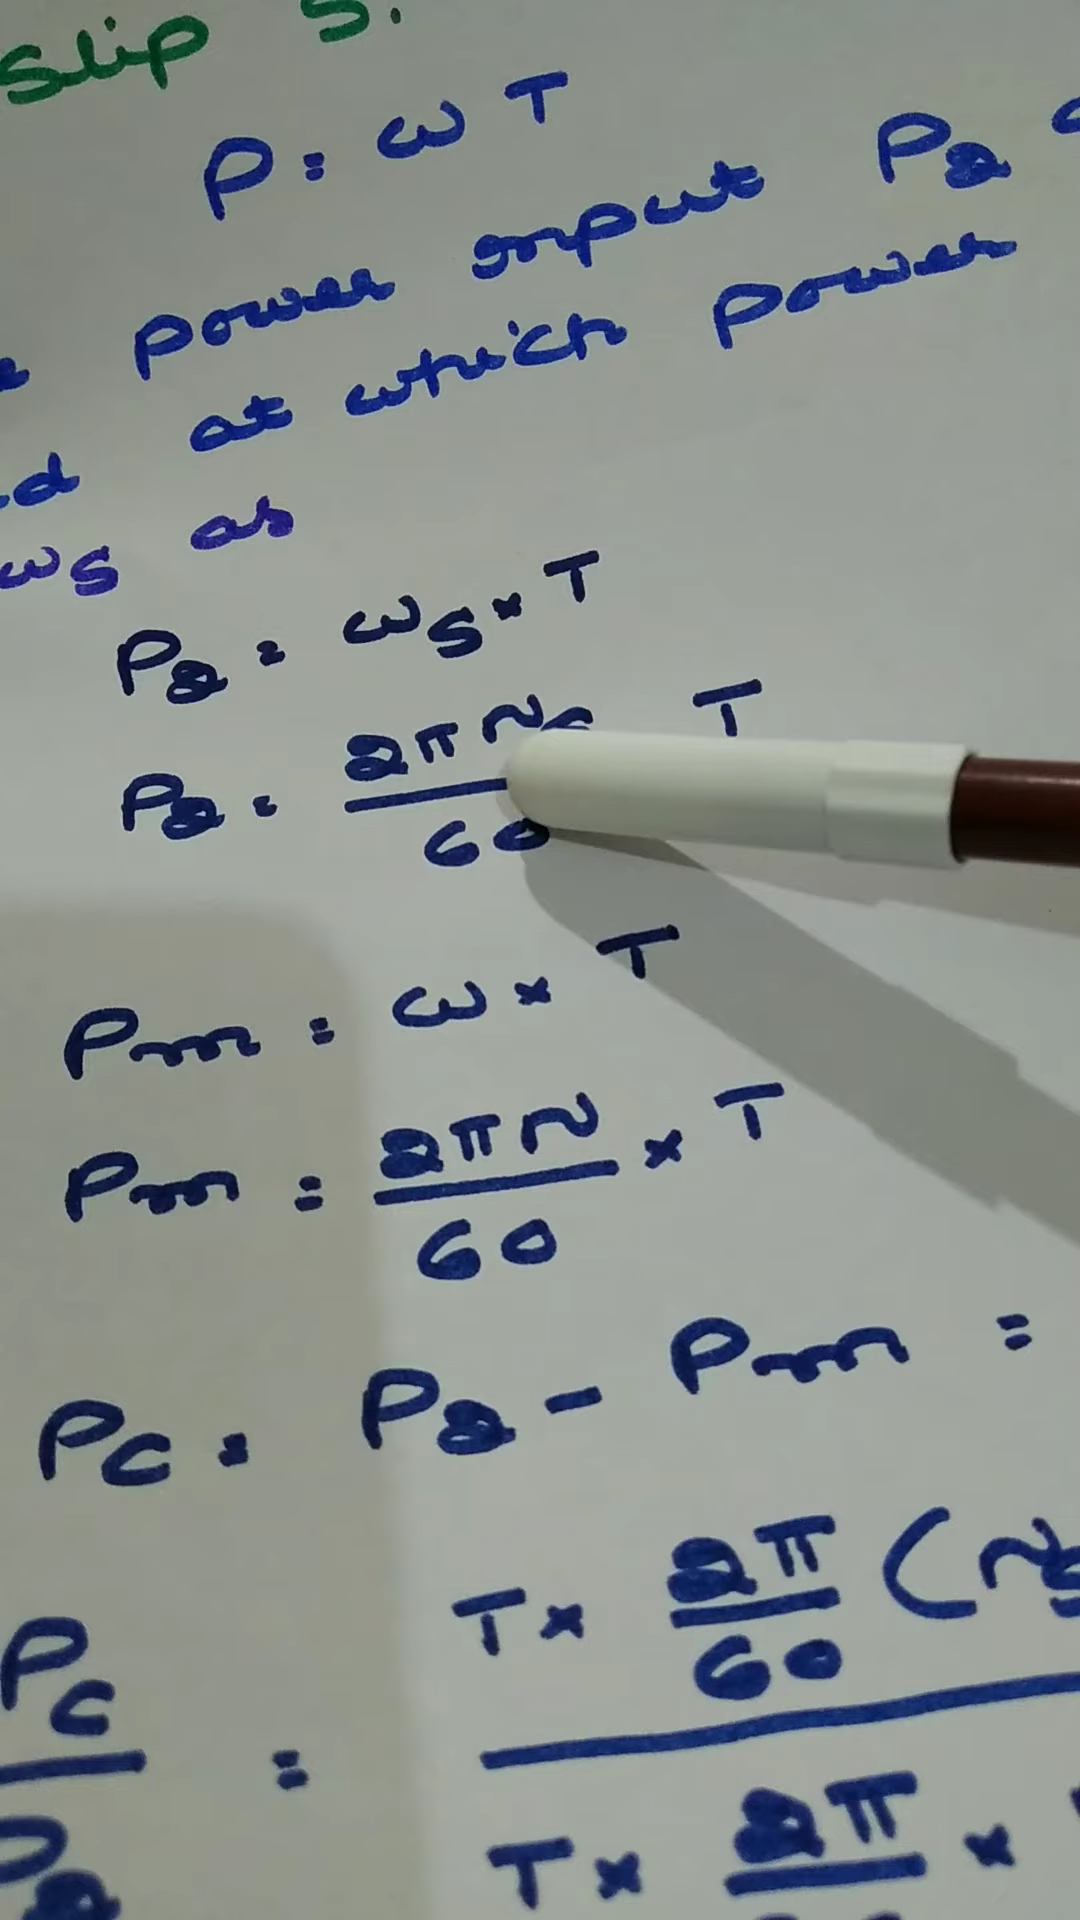 Slip S.
P = ω T
power input P2
at which power
ωs as
P2 = ωs × T
P2 = 2πNs/60 T
Pm = ω × T
Pm = 2πN/60 × T
Pc = P2 - Pm =
Pc/P2 = T × 2π/60 (Ns
T × 2π ×